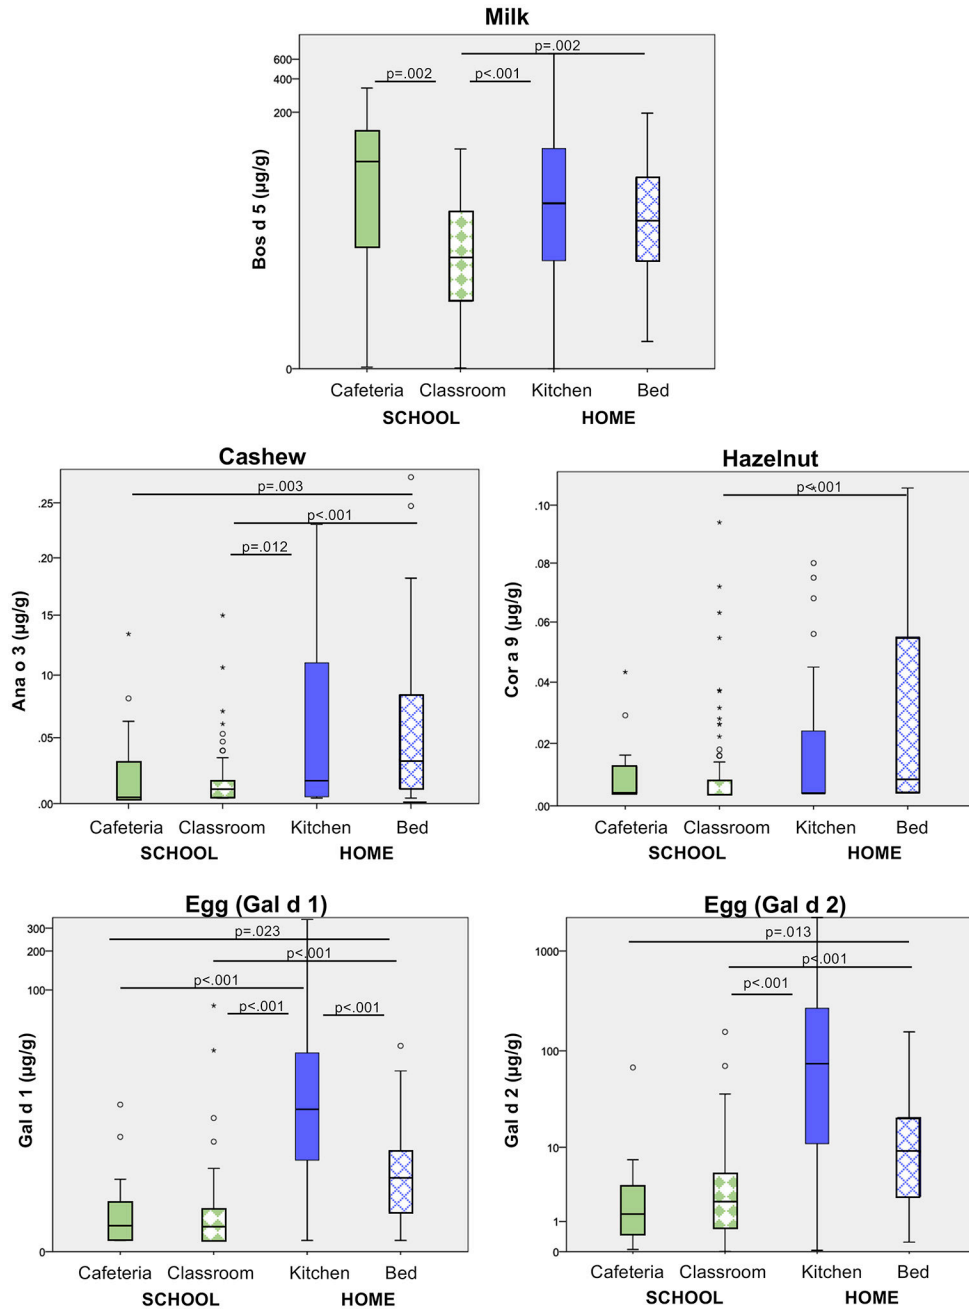 Milk
p=.002
600
400
p=.002 p<.001
200
Bos d 5 (µg/g)
0
Cafeteria Classroom Kitchen Bed
SCHOOL HOME
Cashew
p=.003
.25
p<.001
p=.012
.20
15
Ana o 3 (µg/g)
10
.05
.00
Cafeteria Classroom Kitchen Bed
SCHOOL HOME
Hazelnut
p<.001
.10
.08
.06
Cor a 9 (µg/g)
.04
.02
.00
Cafeteria Classroom Kitchen Bed
SCHOOL HOME
Egg (Gal d 1)
300
p=.023
200
p<.001
p<.001
100
p<.001 p<.001
Gal d 1 (µg/g)
0
Cafeteria Classroom Kitchen Bed
SCHOOL HOME
Egg (Gal d 2)
p=.013
1000
p<.001
p<.001
100
Gal d 2 (µg/g)
10
1
0
Cafeteria Classroom Kitchen Bed
SCHOOL HOME